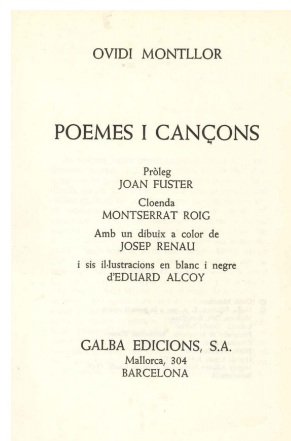 OVIDI MONTLLOR
POEMES I CANÇONS
Pròleg
JOAN FUSTER
Cloenda
MONTSERRAT ROIG
Amb un dibuix a color de
JOSEP RENAU
i sis il·lustracions en blanc i negre
d'EDUARD ALCOY
GALBA EDICIONS, S.A.
Mallorca, 304
BARCELONA